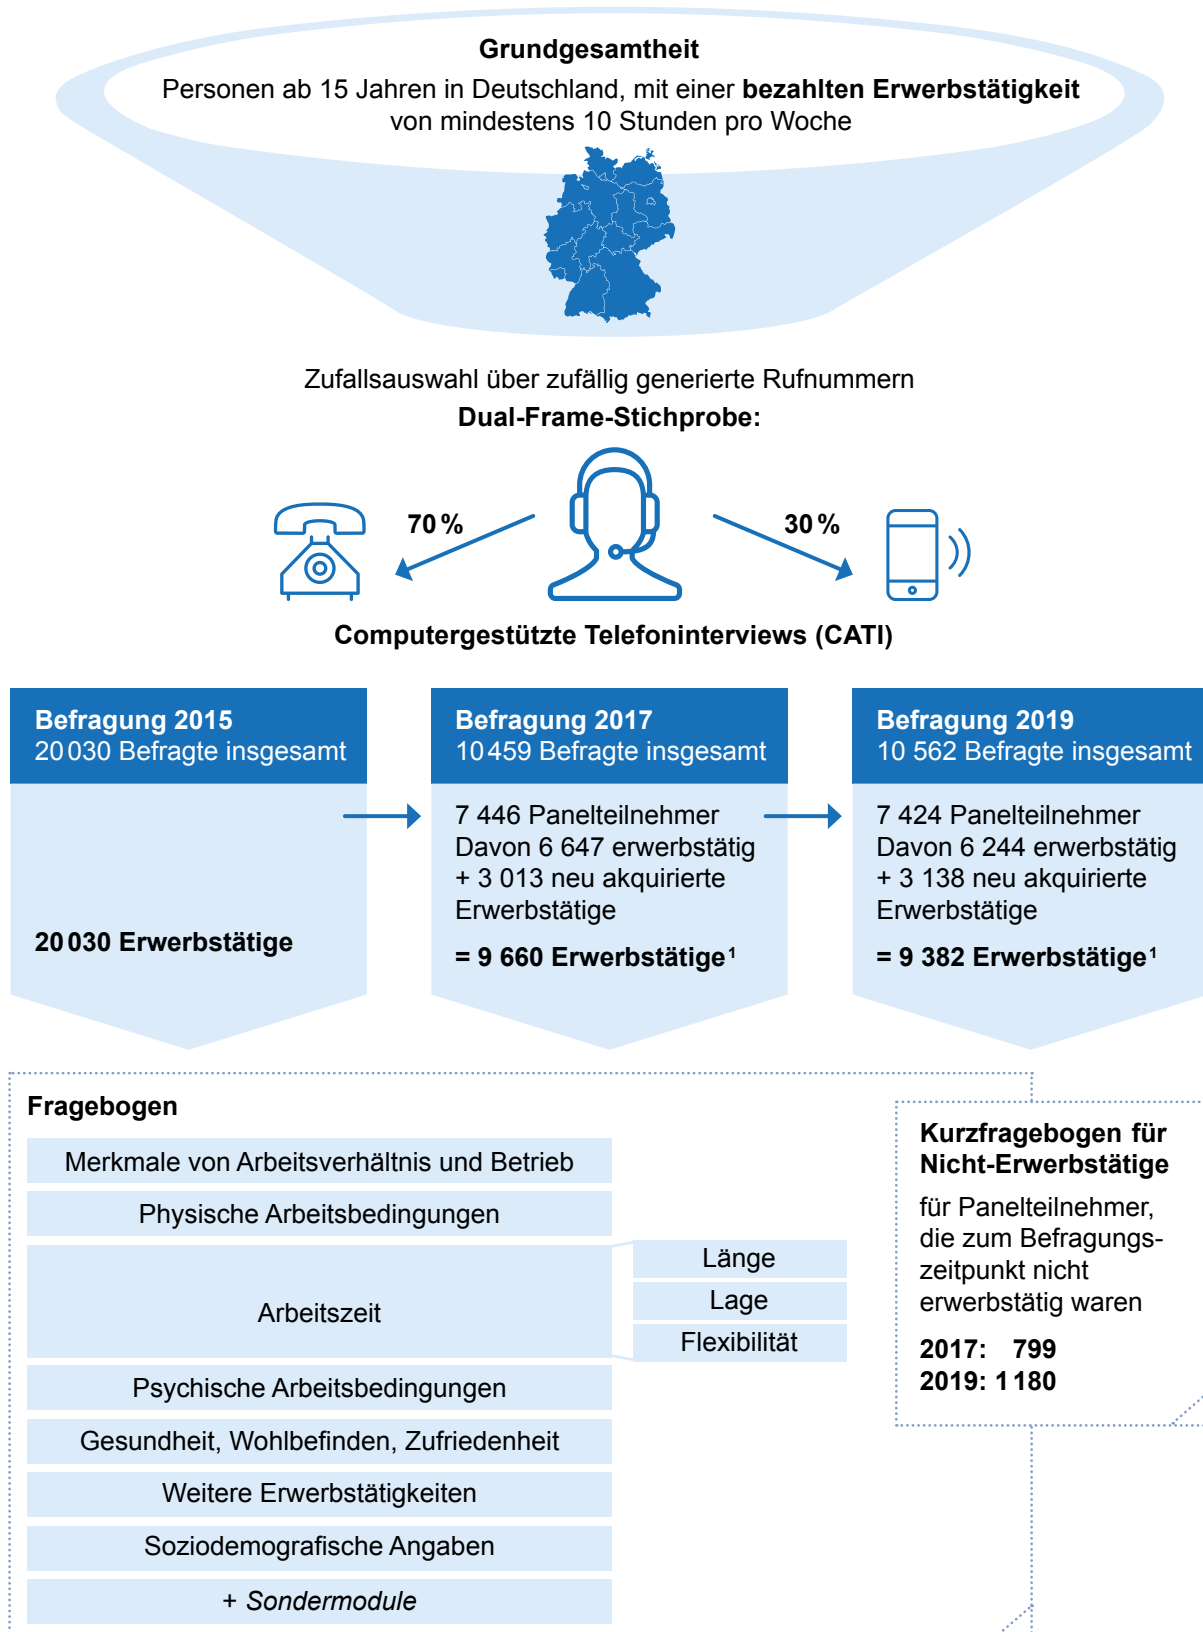 Grundgesamtheit
Personen ab 15 Jahren in Deutschland, mit einer bezahlten Erwerbstätigkeit
von mindestens 10 Stunden pro Woche
Zufallsauswahl über zufällig generierte Rufnummern
Dual-Frame-Stichprobe:
70 %
30 %
Computergestützte Telefoninterviews (CATI)
Befragung 2015
20 030 Befragte insgesamt
20 030 Erwerbstätige
Befragung 2017
10 459 Befragte insgesamt
7 446 Panelteilnehmer
Davon 6 647 erwerbstätig
+ 3 013 neu akquirierte
Erwerbstätige
= 9 660 Erwerbstätige¹
Befragung 2019
10 562 Befragte insgesamt
7 424 Panelteilnehmer
Davon 6 244 erwerbstätig
+ 3 138 neu akquirierte
Erwerbstätige
= 9 382 Erwerbstätige¹
Fragebogen
Merkmale von Arbeitsverhältnis und Betrieb
Physische Arbeitsbedingungen
Arbeitszeit
Länge
Lage
Flexibilität
Psychische Arbeitsbedingungen
Gesundheit, Wohlbefinden, Zufriedenheit
Weitere Erwerbstätigkeiten
Soziodemografische Angaben
+ Sondermodule
Kurzfragebogen für
Nicht-Erwerbstätige
für Panelteilnehmer,
die zum Befragungs-
zeitpunkt nicht
erwerbstätig waren
2017: 799
2019: 1 180